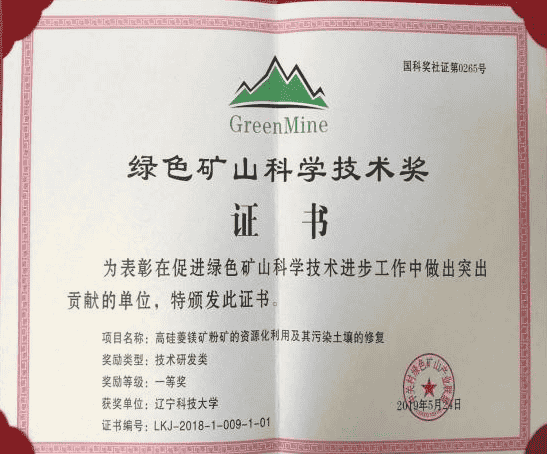 国科奖社证第0265号
GreenMine
绿色矿山科学技术奖
证 书
为表彰在促进绿色矿山科学技术进步工作中做出突出
贡献的单位，特颁发此证书。
项目名称：高硅菱镁矿粉矿的资源化利用及其污染土壤的修复
奖励类型：技术研发类
奖励等级：一等奖
获奖单位：辽宁科技大学
证书编号：LKJ-2018-1-009-1-01
2019年5月24日